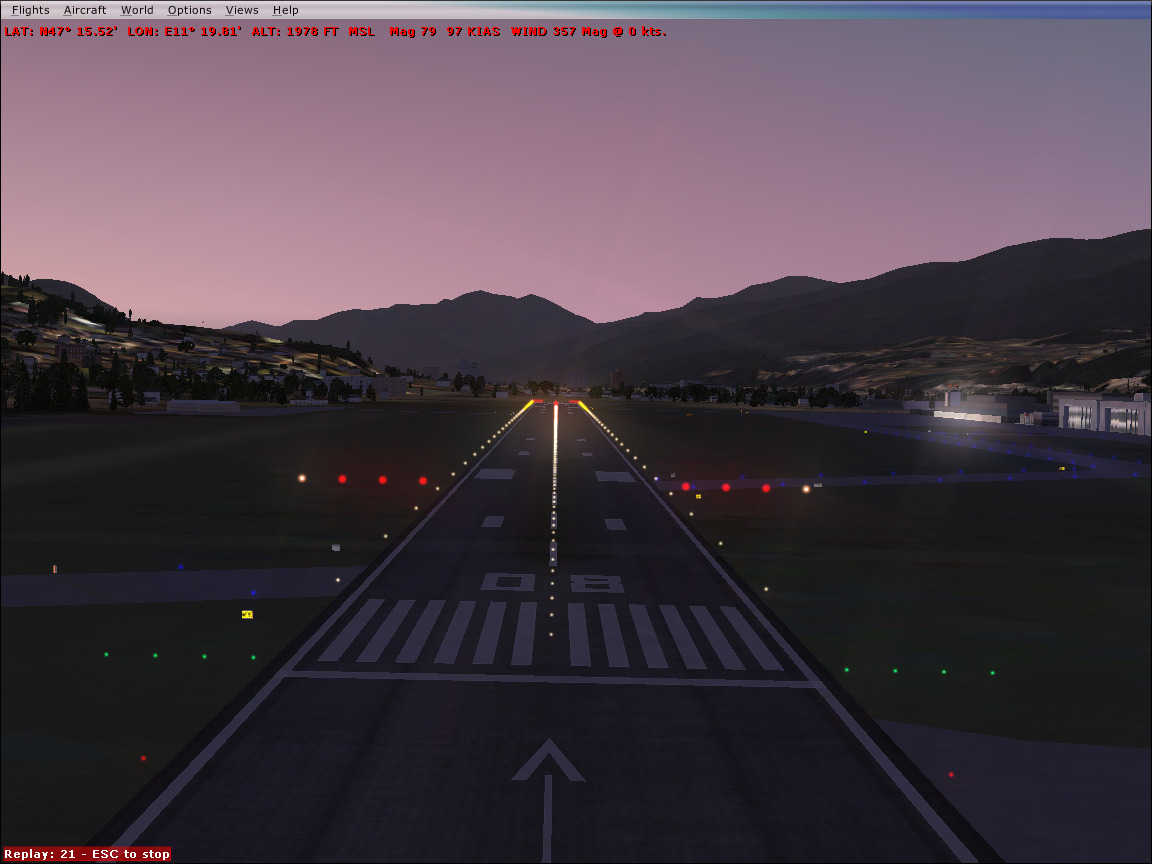 Flights Aircraft World Options Views Help
LAT: N47° 15.52' LON: E11° 19.81' ALT: 1978 FT MSL Mag 79 97 KIAS WIND 357 Mag @ 0 kts.
08
Replay: 21 - ESC to stop